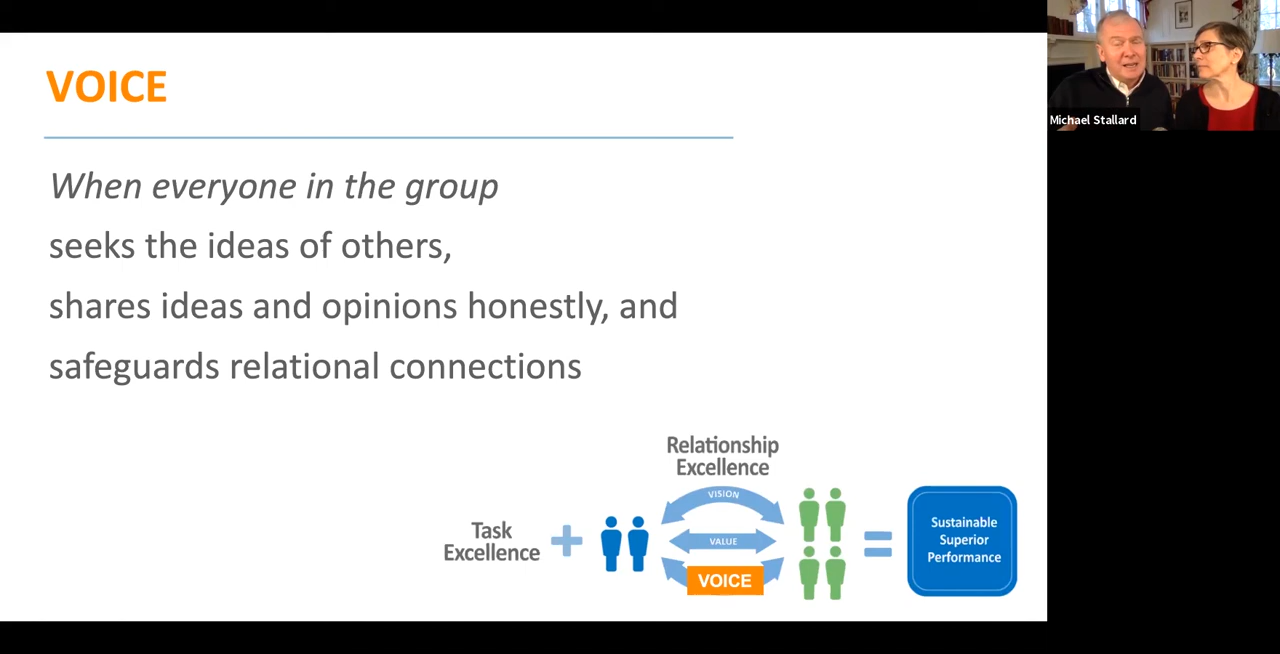 VOICE
When everyone in the group
seeks the ideas of others,
shares ideas and opinions honestly, and
safeguards relational connections
Relationship
Excellence
VISION
Task
Excellence
+
VALUE
VOICE
=
Sustainable
Superior
Performance
Michael Stallard